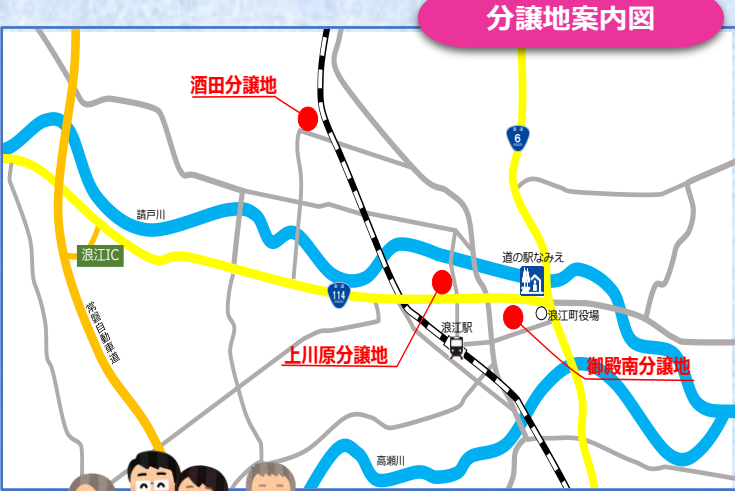 分譲地案内図
酒田分譲地
6
請戸川
浪江IC
道の駅なみえ
114
浪江町役場
浪江駅
常磐自動車道
上川原分譲地
御殿南分譲地
高瀬川